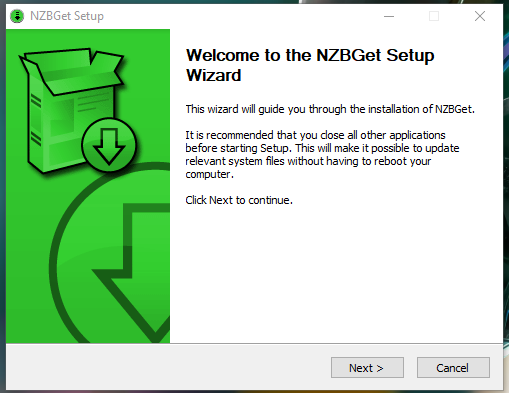 NZBGet Setup
Welcome to the NZBGet Setup
Wizard
This wizard will guide you through the installation of NZBGet.
It is recommended that you close all other applications
before starting Setup. This will make it possible to update
relevant system files without having to reboot your
computer.
Click Next to continue.
Next >
Cancel